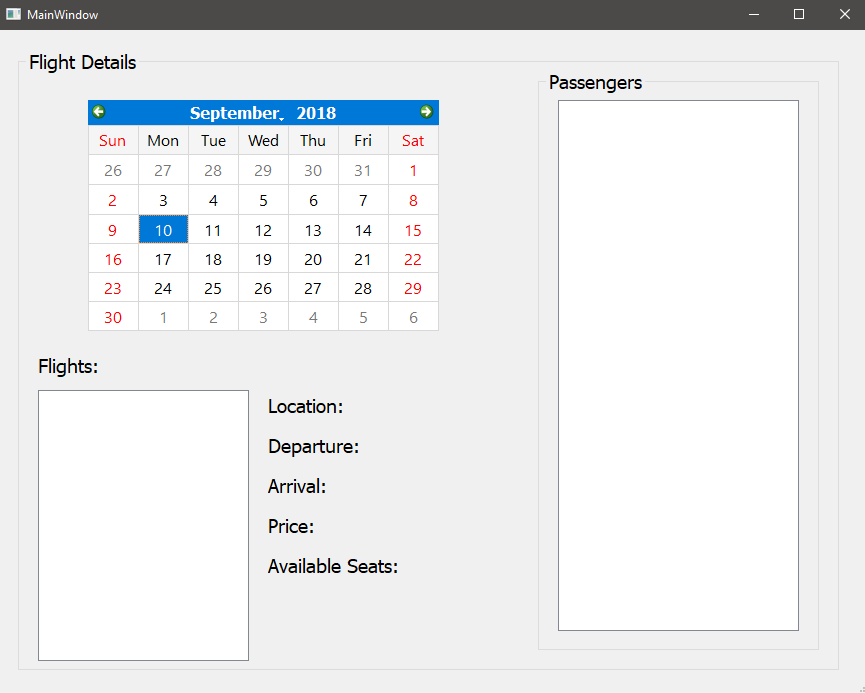 MainWindow
Flight Details
September 2018
Sun Mon Tue Wed Thu Fri Sat
26 27 28 29 30 31 1
2 3 4 5 6 7 8
9 10 11 12 13 14 15
16 17 18 19 20 21 22
23 24 25 26 27 28 29
30 1 2 3 4 5 6
Flights:
Location:
Departure:
Arrival:
Price:
Available Seats:
Passengers